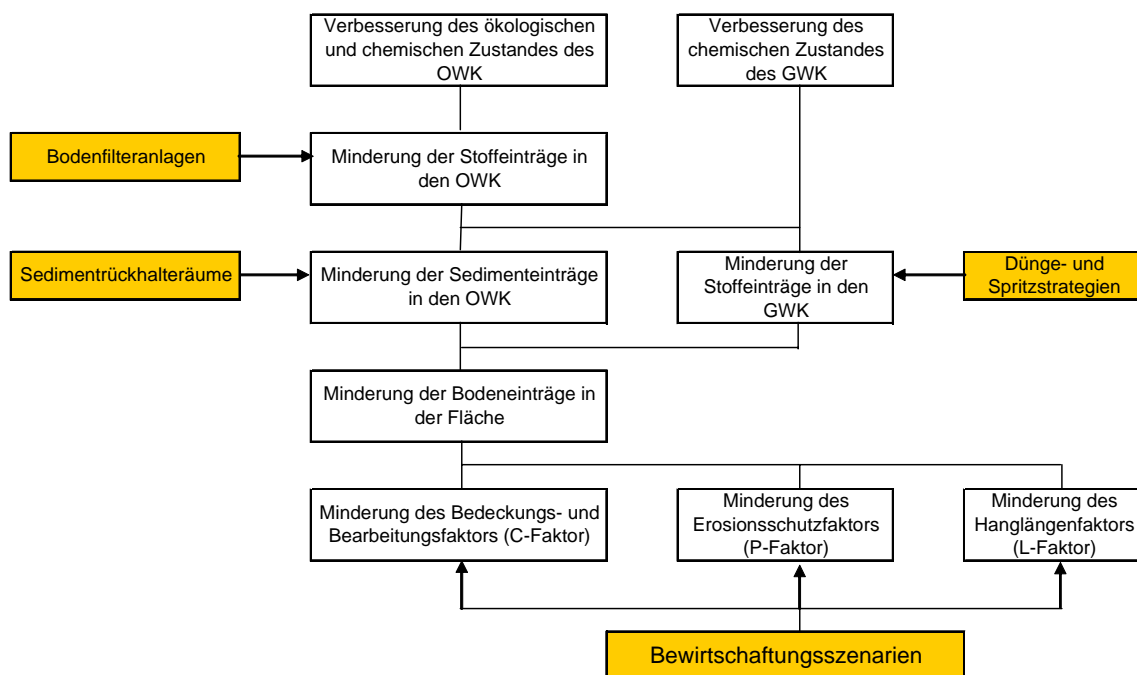 Verbesserung des ökologischen
und chemischen Zustandes des
OWK
Verbesserung des
chemischen Zustandes
des GWK
Bodenfilteranlagen
Minderung der Stoffeinträge in
den OWK
Sedimentrückhalteräume
Minderung der Sedimenteinträge
in den OWK
Minderung der
Stoffeinträge in den
GWK
Dünge- und
Spritzstrategien
Minderung der Bodeneinträge in
der Fläche
Minderung des Bedeckungs- und
Bearbeitungsfaktors (C-Faktor)
Minderung des
Erosionsschutzfaktors
(P-Faktor)
Minderung des
Hanglängenfaktors
(L-Faktor)
Bewirtschaftungsszenarien